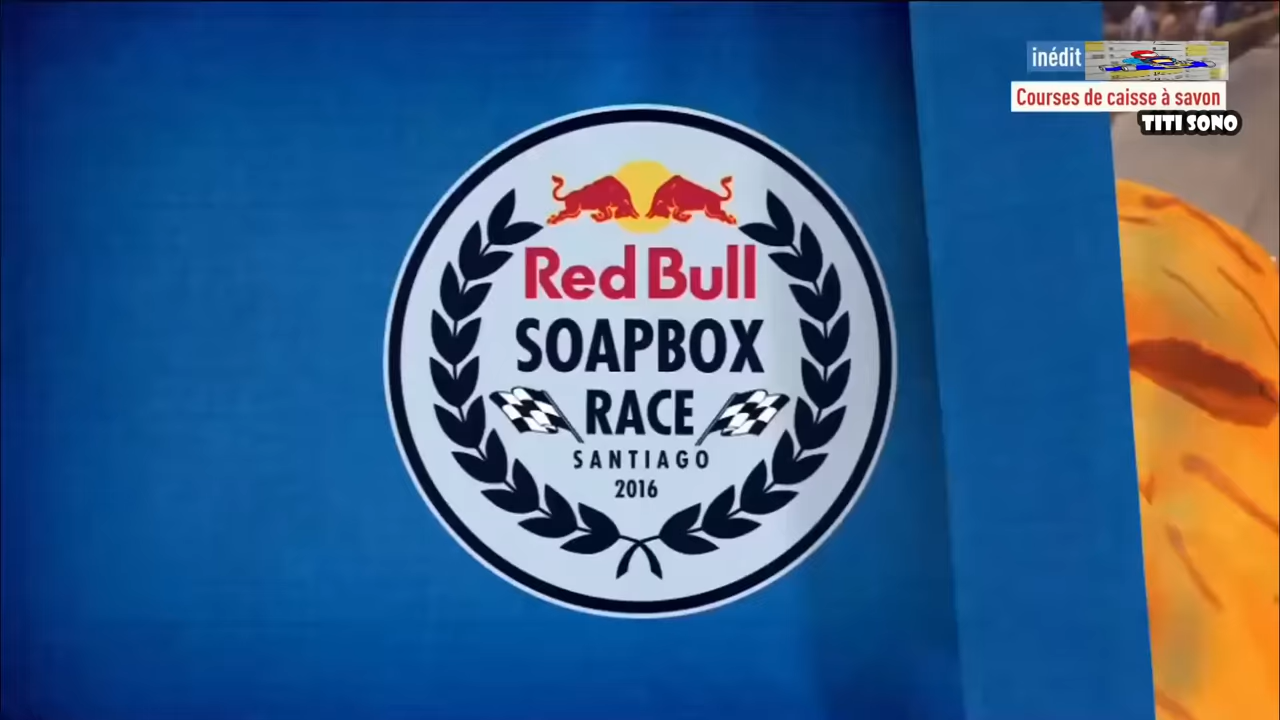 inédit
Courses de caisse à savon
TITI SONO
Red Bull
SOAPBOX
RACE
SANTIAGO
2016